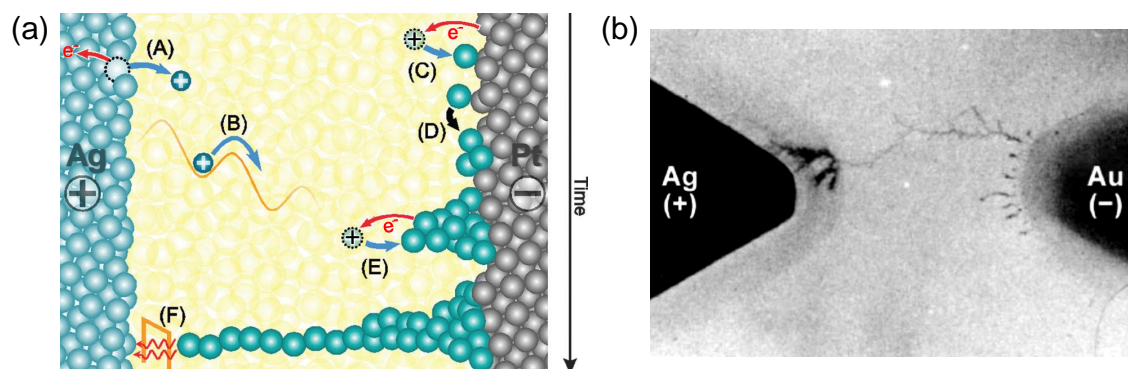 (a)
(b)
e⁻
(A)
+
(B)
+
Ag
+
+
e⁻
(C)
(D)
Pt
−
+
e⁻
(E)
(F)
Time
Ag
(+)
Au
(−)